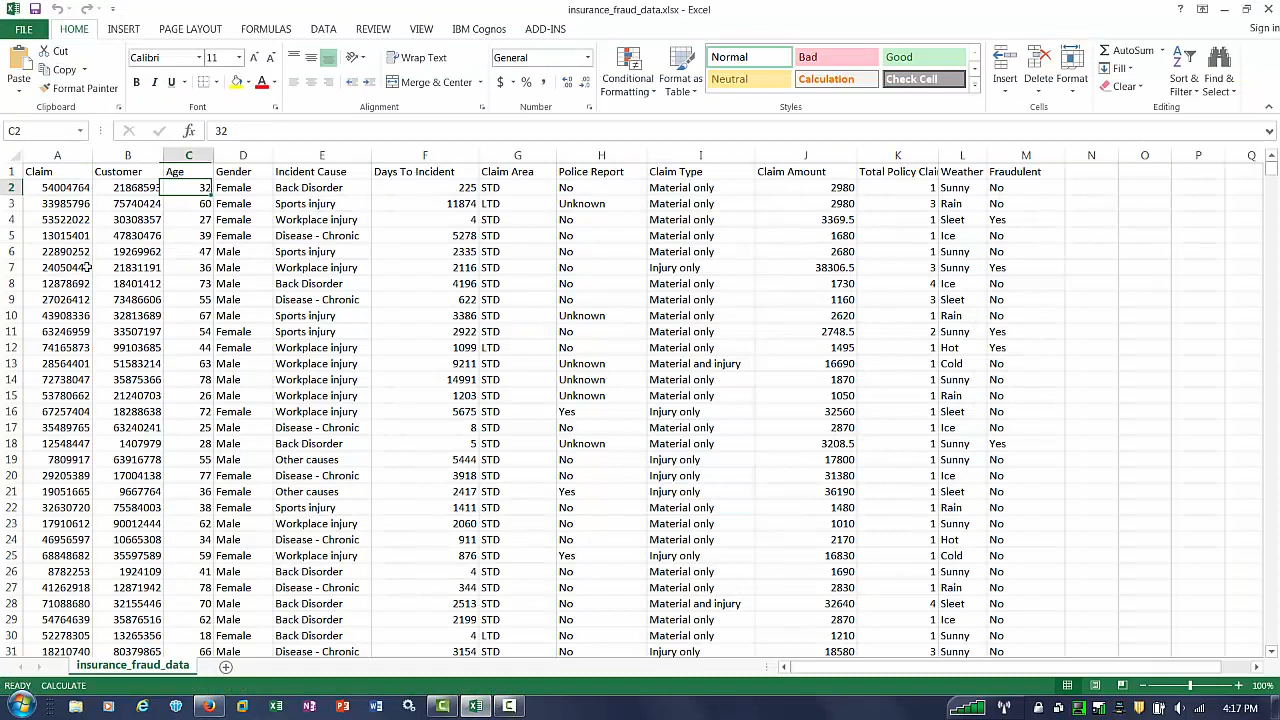 insurance_fraud_data.xlsx - Excel
Sign in
FILE HOME INSERT PAGE LAYOUT FORMULAS DATA REVIEW VIEW IBM Cognos ADD-INS
Paste Cut Copy Format Painter Clipboard
Calibri 11 B I U A Font
Wrap Text Merge & Center Alignment
General $ % , Number
Conditional Formatting Format as Table Normal Bad Good Neutral Calculation Check Cell Styles
Insert Delete Format Cells
AutoSum Fill Clear Sort & Filter Find & Select Editing
C2 fx 32
A B C D E F G H I J K L M N O P Q
1 Claim Customer Age Gender Incident Cause Days To Incident Claim Area Police Report Claim Type Claim Amount Total Policy Clai Weather Fraudulent
2 54004764 2186859 32 Female Back Disorder 225 STD No Material only 2980 1 Sunny No
3 33985796 75740424 60 Female Sports injury 11874 LTD Unknown Material only 2980 3 Rain No
4 53522022 30308357 27 Female Workplace injury 4 STD No Material only 3369.5 1 Sleet Yes
5 13015401 47830476 39 Female Disease - Chronic 5278 STD No Material only 1680 1 Ice No
6 22890252 19269962 47 Male Sports injury 2335 STD No Material only 2680 1 Sunny No
7 2405044 21831191 36 Male Workplace injury 2116 STD No Injury only 38306.5 3 Sunny Yes
8 12878692 18401412 73 Male Back Disorder 4196 STD No Material only 1730 4 Ice No
9 27026412 73486606 55 Male Disease - Chronic 622 STD No Material only 1160 3 Sleet No
10 43908336 32813689 67 Male Sports injury 3386 STD Unknown Material only 2620 1 Rain No
11 63246959 33507197 54 Female Sports injury 2922 STD No Material only 2748.5 2 Sunny Yes
12 74165873 99103685 44 Female Workplace injury 1099 LTD No Material only 1495 1 Hot Yes
13 28564401 51583214 63 Male Workplace injury 9211 STD Unknown Material and injury 16690 1 Cold No
14 72738047 35875366 78 Male Workplace injury 14991 STD Unknown Material only 1870 1 Sunny No
15 53780662 21240703 26 Male Workplace injury 1203 STD Unknown Material only 1050 1 Rain No
16 67257404 18288638 72 Female Workplace injury 5675 STD Yes Injury only 32560 1 Sleet No
17 35489765 63240241 25 Male Disease - Chronic 8 STD No Material only 2870 1 Ice No
18 12548447 1407979 28 Male Back Disorder 5 STD Unknown Material only 3208.5 1 Sunny Yes
19 7809917 63916778 55 Male Other causes 5444 STD No Injury only 17800 1 Sunny No
20 29205389 17004138 77 Female Disease - Chronic 3918 STD No Injury only 31380 1 Ice No
21 19051665 9667764 36 Female Other causes 2417 STD Yes Injury only 36190 1 Sleet No
22 32630720 75584003 38 Female Sports injury 1411 STD No Material only 1480 1 Rain No
23 17910612 90012444 62 Male Workplace injury 2060 STD No Material only 1010 1 Sunny No
24 46956597 10665308 34 Male Disease - Chronic 911 STD No Material only 2170 1 Hot No
25 68848682 35597589 59 Female Workplace injury 876 STD Yes Injury only 16830 1 Cold No
26 8782253 1924109 41 Male Back Disorder 4 STD No Material only 1690 1 Sunny No
27 41262918 12871942 78 Female Disease - Chronic 344 STD No Material only 2830 1 Rain No
28 71088680 32155446 70 Male Back Disorder 2513 STD No Material and injury 32640 4 Sleet No
29 54764639 35876516 62 Male Back Disorder 2199 STD No Material only 2870 1 Ice No
30 52278305 13265356 18 Female Back Disorder 4 LTD No Material only 1210 1 Sunny No
31 18210740 80379865 66 Male Disease - Chronic 3154 STD No Injury only 18580 3 Sunny No
insurance_fraud_data
READY CALCULATE 100%
4:17 PM